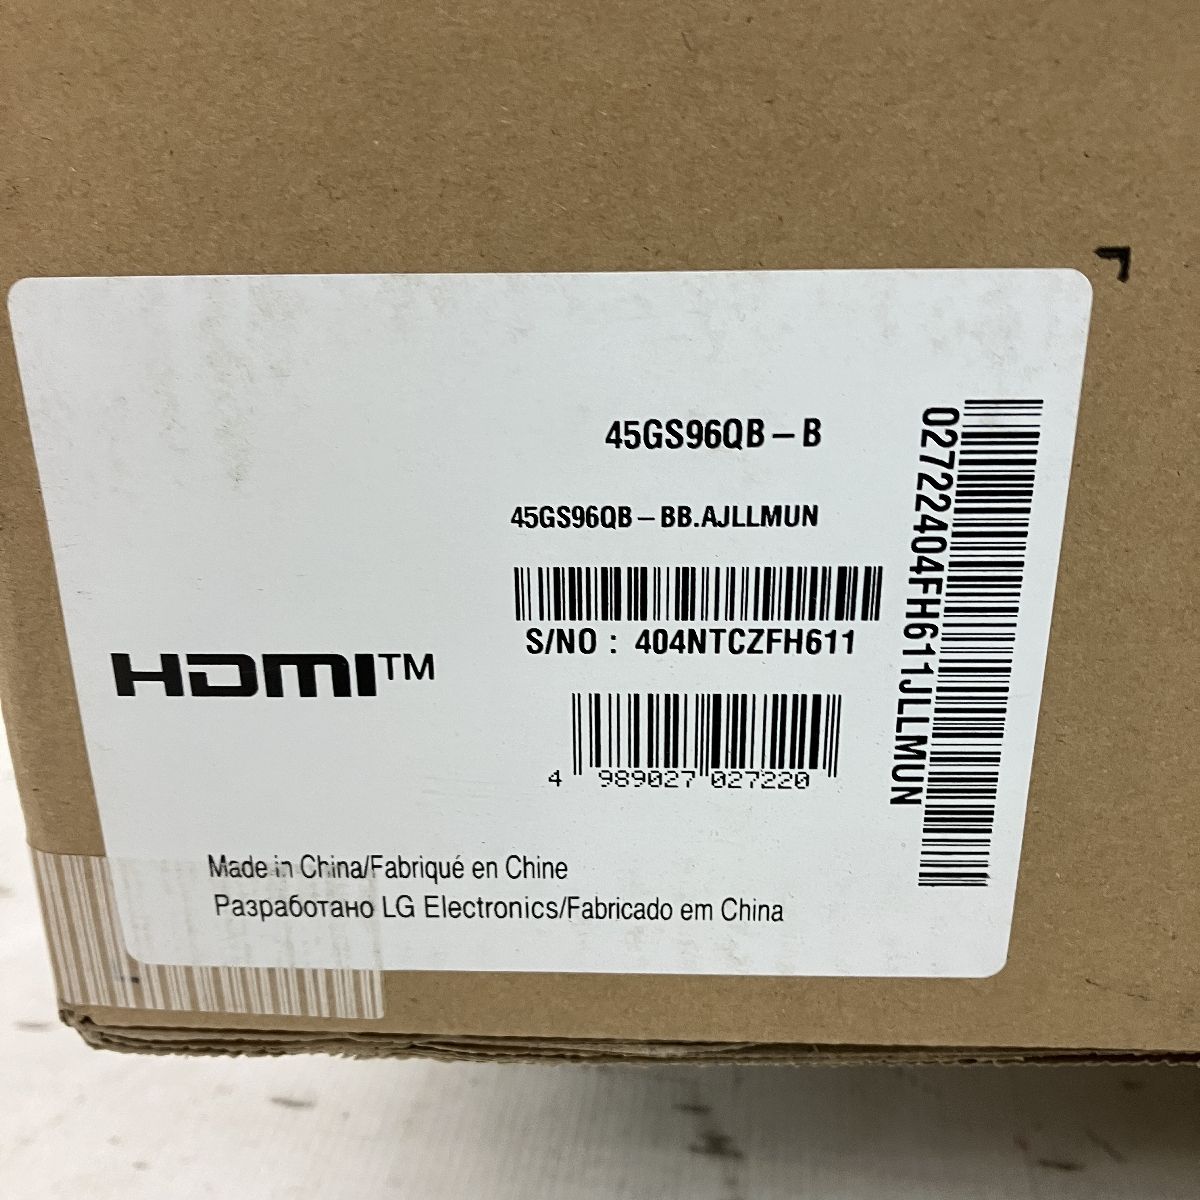 45GS96QB-B
45GS96QB-BB.AJLLMUN
S/NO : 404NTCZFH611
HDMI™
4 989027 027220
02722404FH611JLLMUN
Made in China/Fabriqué en Chine
Разработано LG Electronics/Fabricado em China